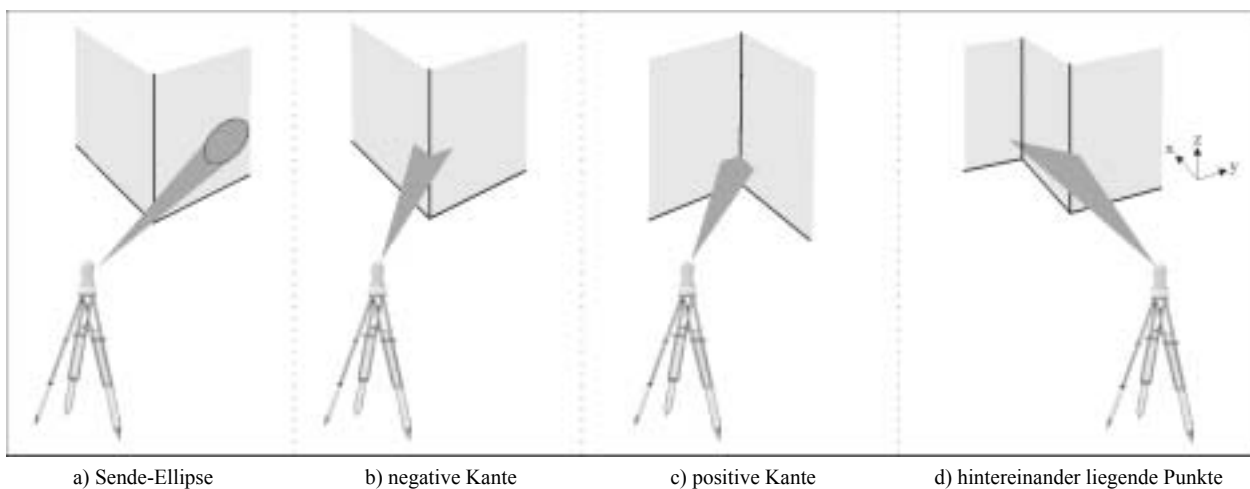 z
x
y
a) Sende-Ellipse
b) negative Kante
c) positive Kante
d) hintereinander liegende Punkte